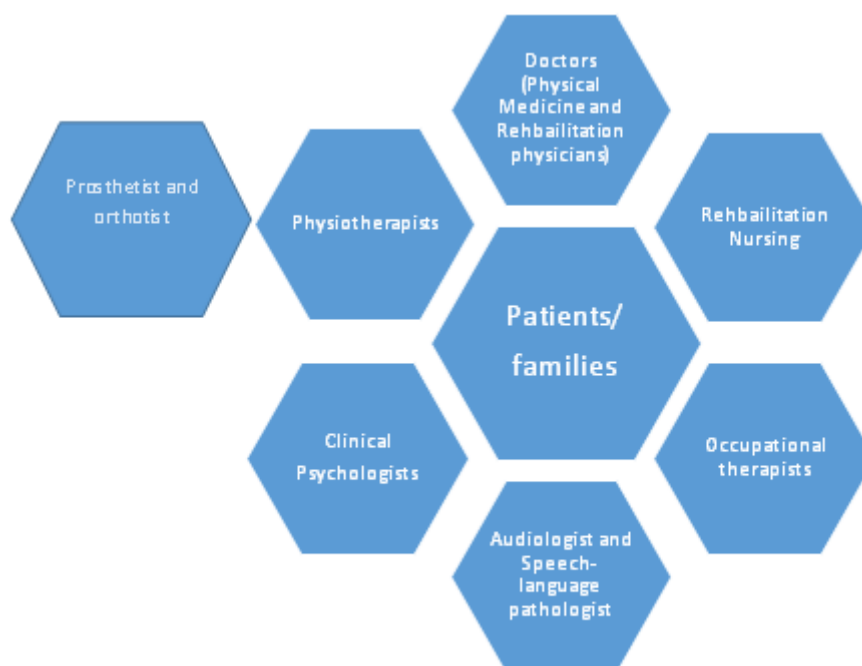 Doctors
(Physical
Medicine and
Rehbailitation
physicians)
Prosthetist and
orthotist
Physiotherapists
Rehbailitation
Nursing
Patients/
families
Clinical
Psychologists
Occupational
therapists
Audiologist and
Speech-
language
pathologist